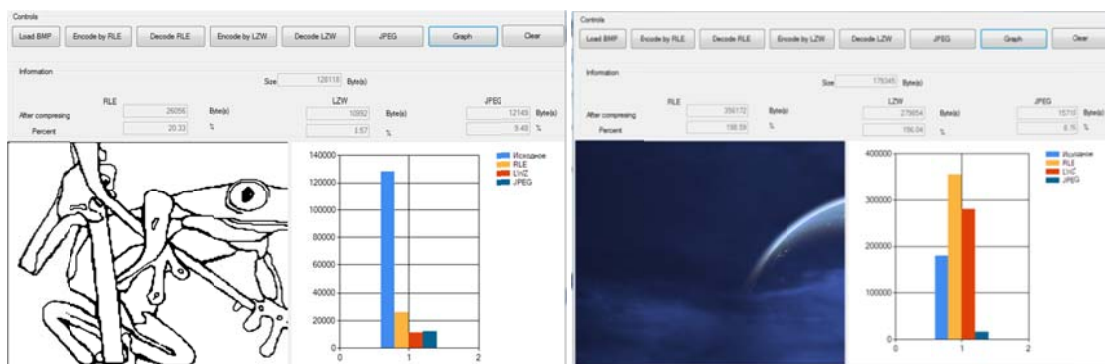 Controls
Load BMP Encode by RLE Decode RLE Encode by LZW Decode LZW JPEG Graph Clear
Information
Size 128118 Byte(s)
RLE LZW JPEG
After compresing 26056 Byte(s) 10992 Byte(s) 12149 Byte(s)
Percent 20.33 % % 9.48 %
140000
120000
100000
80000
60000
40000
20000
0
0 1 2
Исходное
RLE
LWZ
JPEG
Controls
Load BMP Encode by RLE Decode RLE Encode by LZW Decode LZW JPEG Graph Clear
Information
Size 179345 Byte(s)
RLE LZW JPEG
After compresing 356172 Byte(s) Byte(s) Byte(s)
Percent 198.59 % 156.04 % %
400000
300000
200000
100000
0
0 1 2
Исходное
RLE
LWZ
JPEG